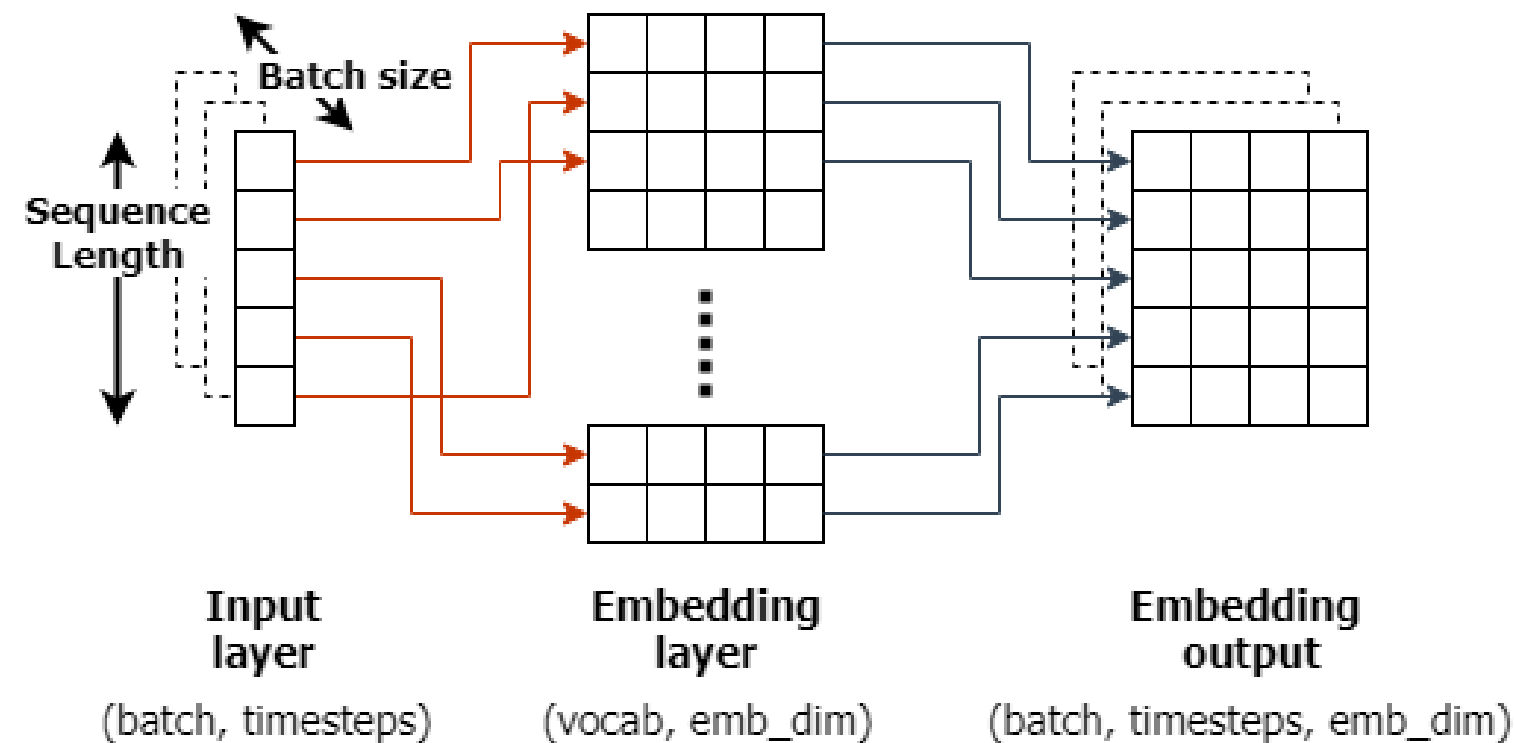 Batch size
Sequence
Length
Input
layer
Embedding
layer
Embedding
output
(batch, timesteps)
(vocab, emb_dim)
(batch, timesteps, emb_dim)